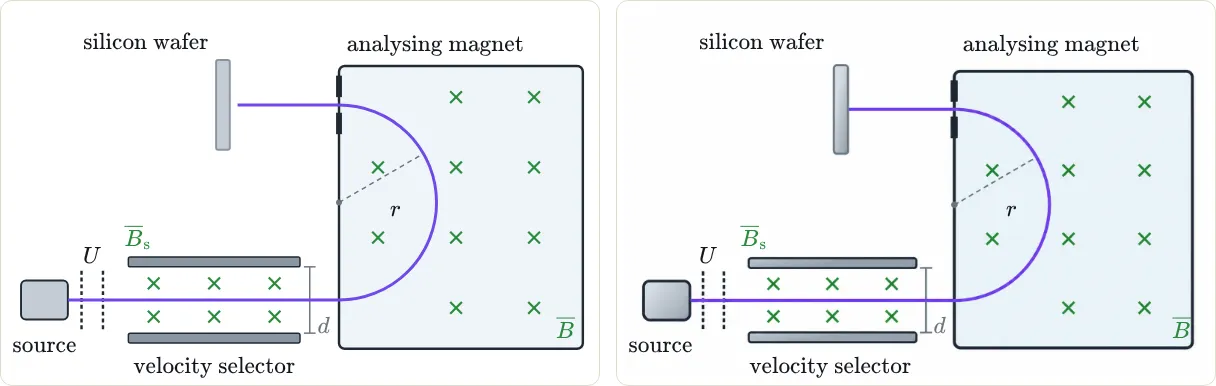 silicon wafer
analysing magnet
r
B̅ₛ
U
d
B̅
source
velocity selector
silicon wafer
analysing magnet
r
B̅ₛ
U
d
B̅
source
velocity selector